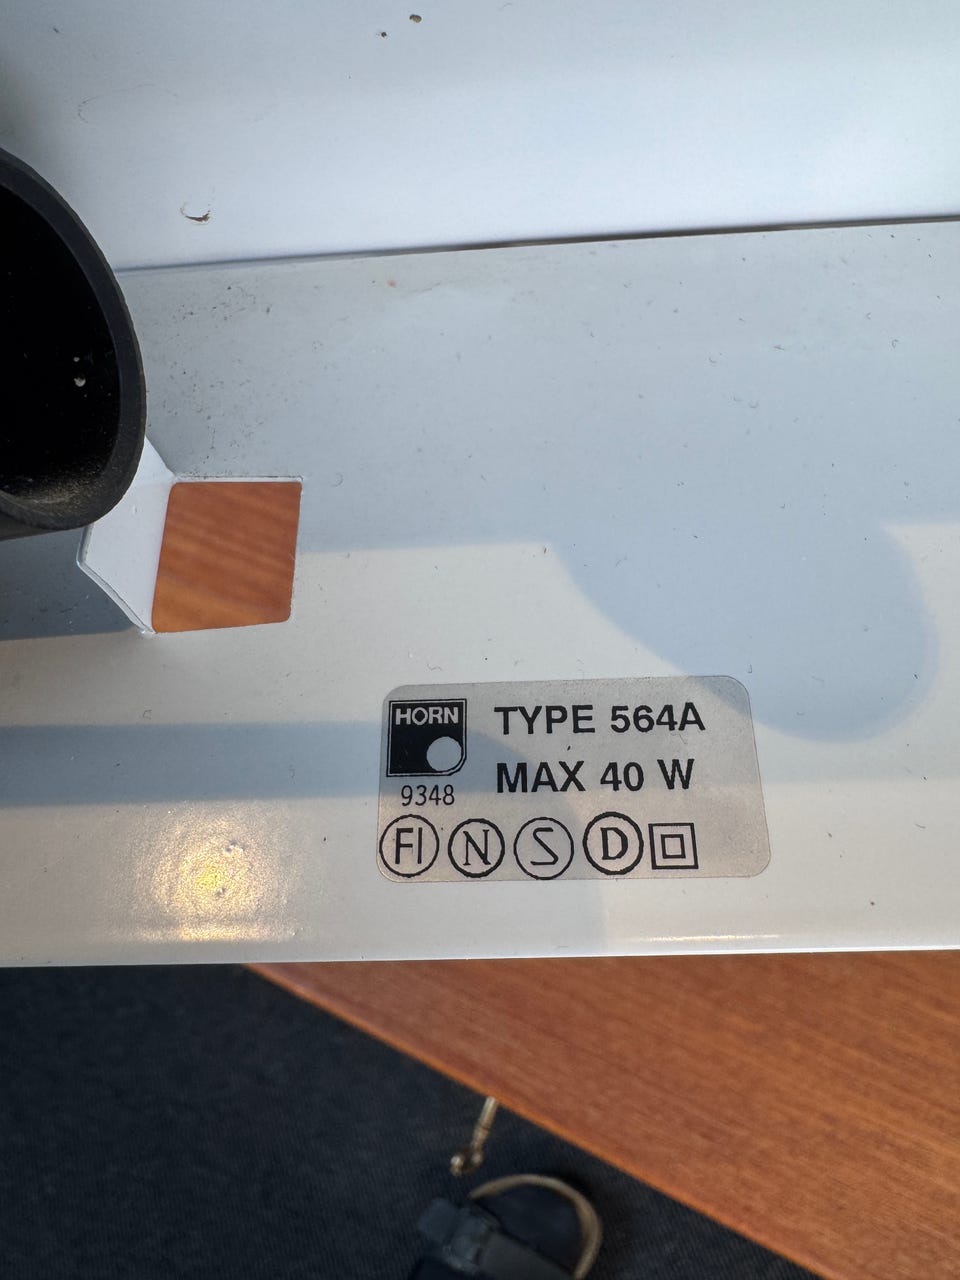 HORN
TYPE 564A
MAX 40 W
9348
FI N S D